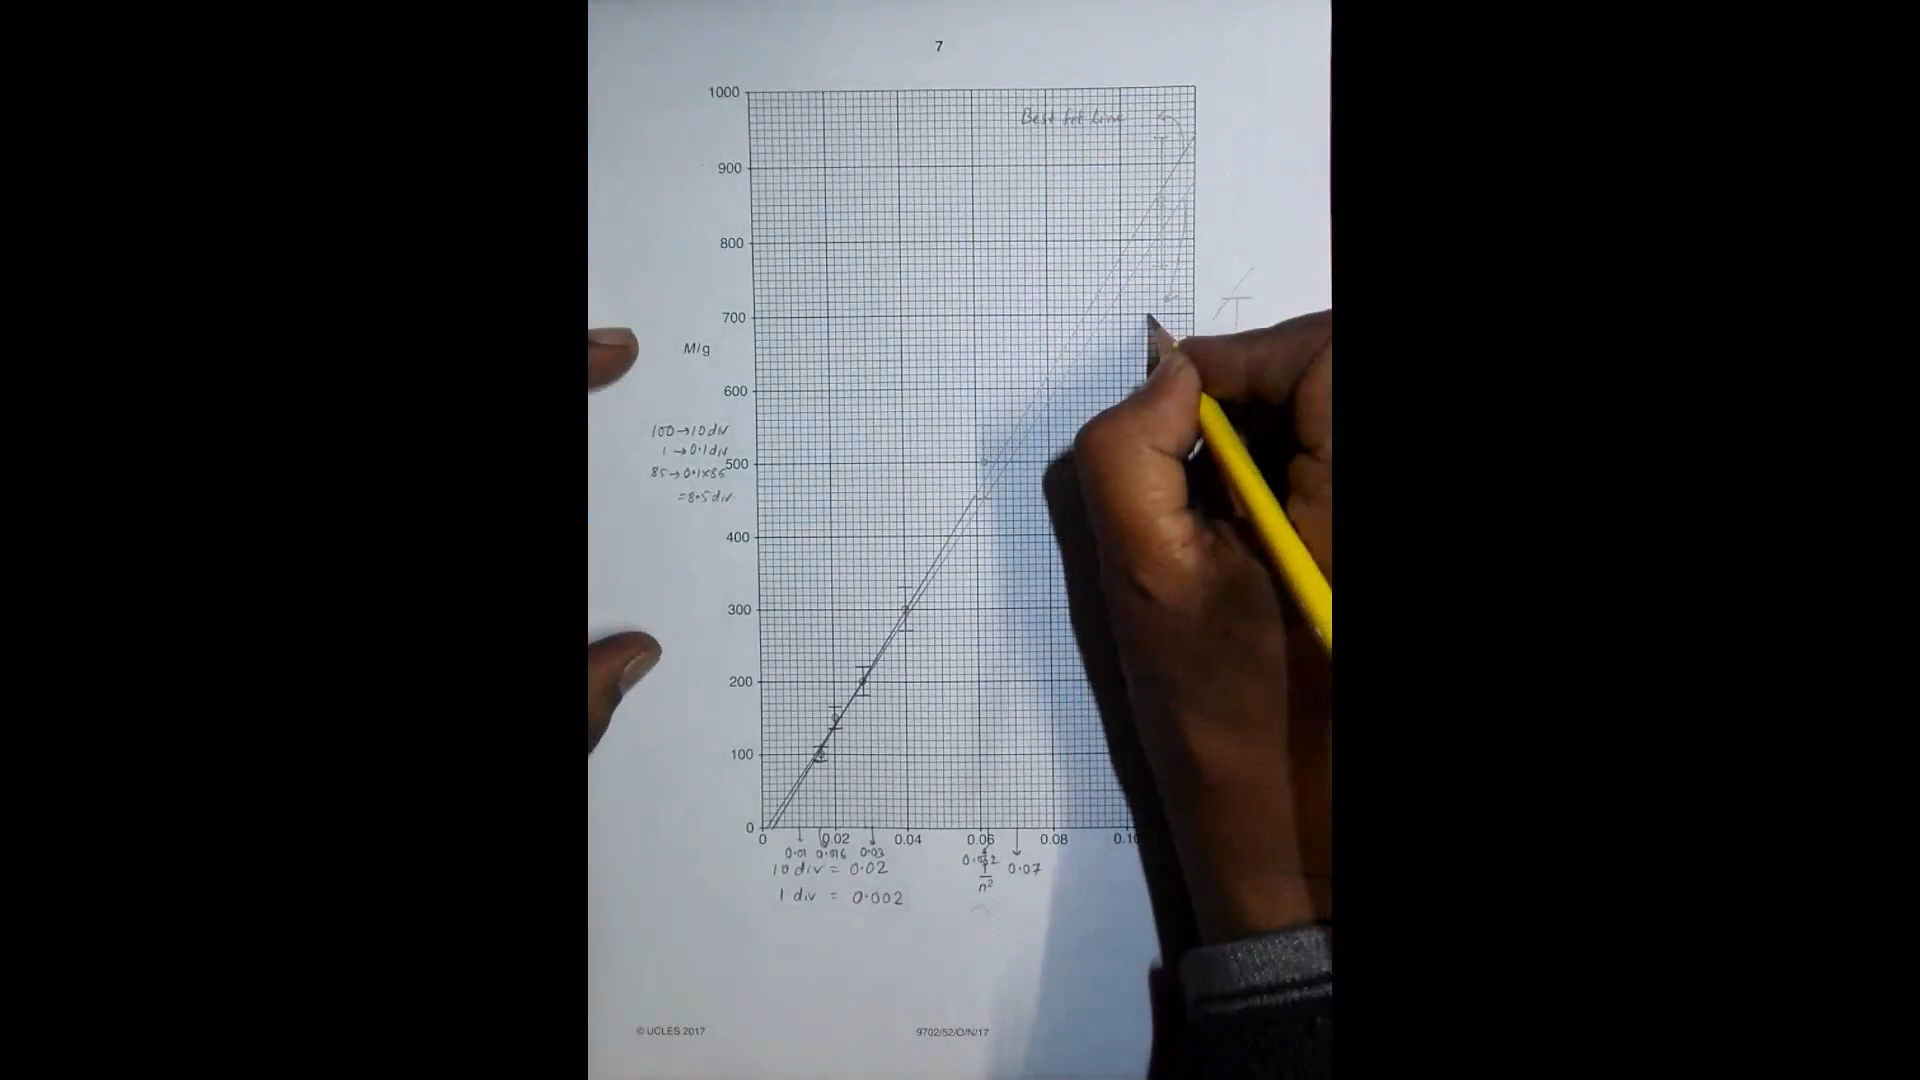 7
1000
Best fit Line
900
800
700
M/g
600
100→10 div
1 → 0.1div
500
85→0.1×85
=8.5 div
400
300
200
100
0
0 0.02 0.04 0.06 0.08 0.10
0.01 0.016 0.03 0.062 0.07
10 div = 0.02
1/n²
1 div = 0.002
© UCLES 2017 9702/52/O/N/17